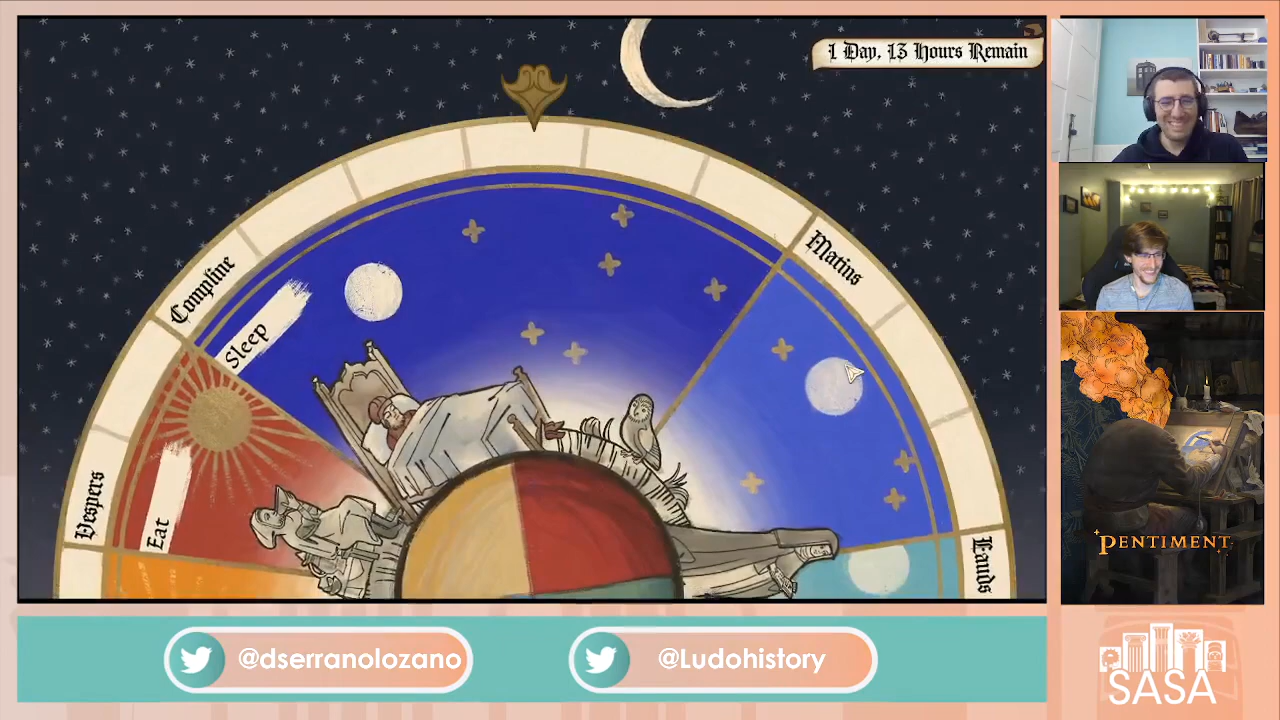 1 Day, 13 Hours Remain
Matins
Compline
Sleep
Vespers
Eat
Lauds
PENTIMENT
@dserranolozano
@Ludohistory
SASA